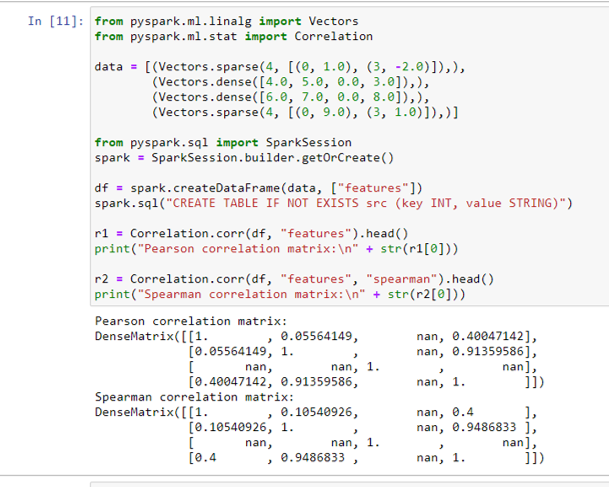 In [11]: from pyspark.ml.linalg import Vectors
from pyspark.ml.stat import Correlation
data = [(Vectors.sparse(4, [(0, 1.0), (3, -2.0)]),),
(Vectors.dense([4.0, 5.0, 0.0, 3.0]),),
(Vectors.dense([6.0, 7.0, 0.0, 8.0]),),
(Vectors.sparse(4, [(0, 9.0), (3, 1.0)]),)]
from pyspark.sql import SparkSession
spark = SparkSession.builder.getOrCreate()
df = spark.createDataFrame(data, ["features"])
spark.sql("CREATE TABLE IF NOT EXISTS src (key INT, value STRING)")
r1 = Correlation.corr(df, "features").head()
print("Pearson correlation matrix:\n" + str(r1[0]))
r2 = Correlation.corr(df, "features", "spearman").head()
print("Spearman correlation matrix:\n" + str(r2[0]))
Pearson correlation matrix:
DenseMatrix([[1.        , 0.05564149,        nan, 0.40047142],
[0.05564149, 1.        ,        nan, 0.91359586],
[       nan,        nan, 1.        ,        nan],
[0.40047142, 0.91359586,        nan, 1.        ]])
Spearman correlation matrix:
DenseMatrix([[1.        , 0.10540926,        nan, 0.4       ],
[0.10540926, 1.        ,        nan, 0.9486833 ],
[       nan,        nan, 1.        ,        nan],
[0.4       , 0.9486833 ,        nan, 1.        ]])